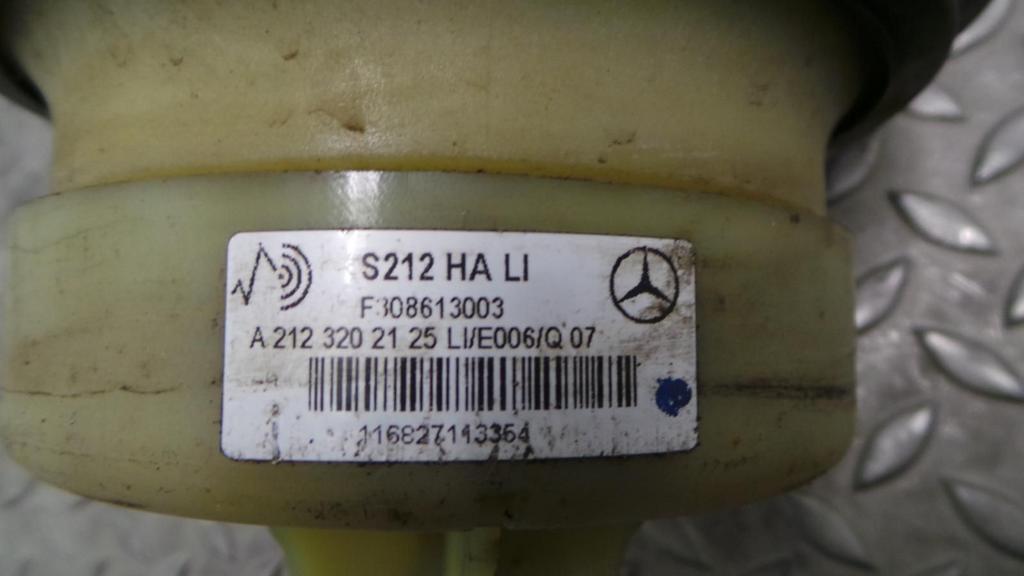 S212 HA LI
F308613003
A 212 320 21 25 LI/E006/Q 07
116827113354